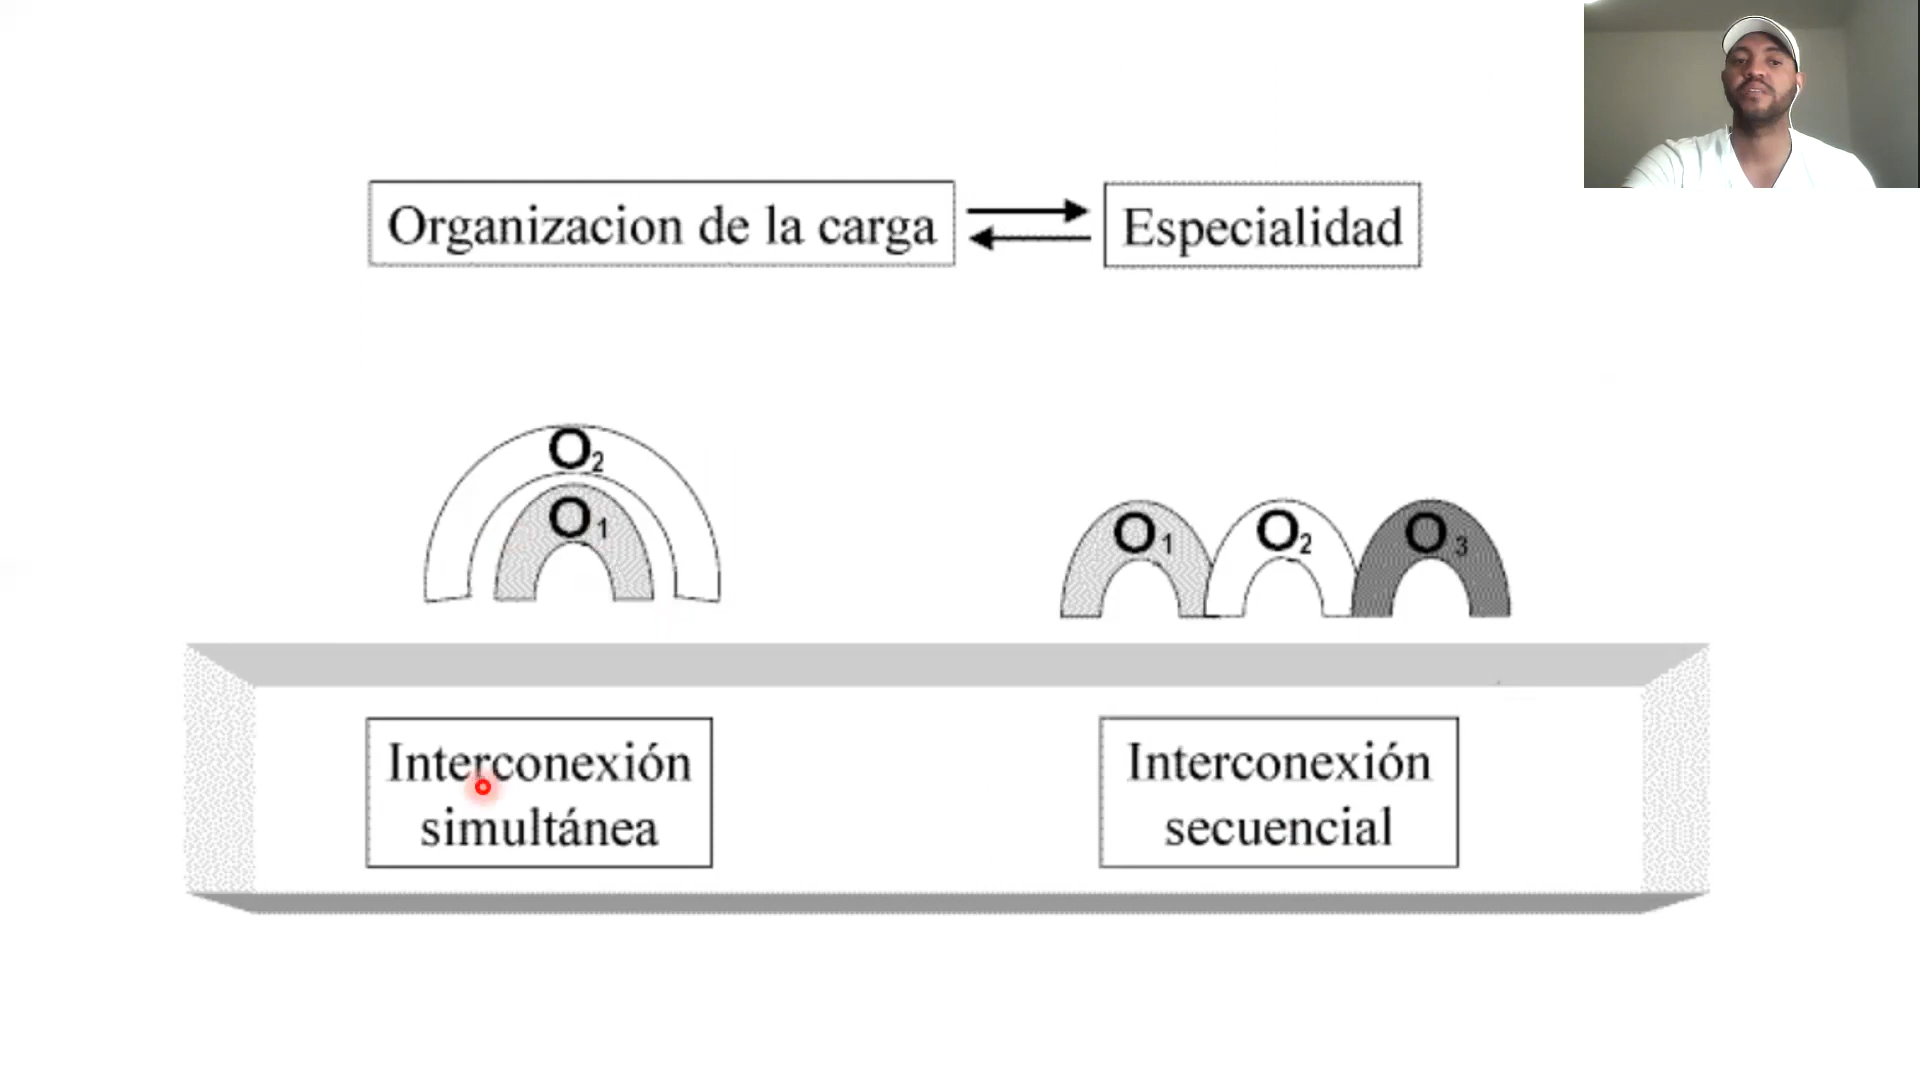 Organizacion de la carga
Especialidad
O2
O1
O1
O2
O3
Interconexión
simultánea
Interconexión
secuencial